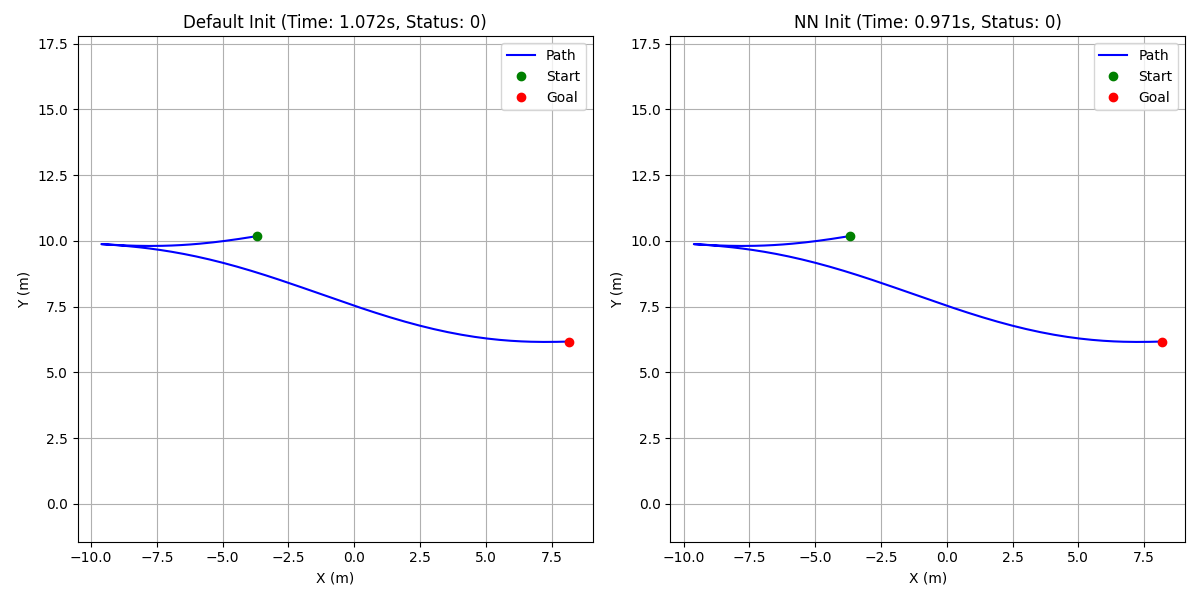 Default Init (Time: 1.072s, Status: 0)
17.5
15.0
12.5
10.0
7.5
5.0
2.5
0.0
Y (m)
−10.0 −7.5 −5.0 −2.5 0.0 2.5 5.0 7.5
X (m)
Path
Start
Goal
NN Init (Time: 0.971s, Status: 0)
17.5
15.0
12.5
10.0
7.5
5.0
2.5
0.0
Y (m)
−10.0 −7.5 −5.0 −2.5 0.0 2.5 5.0 7.5
X (m)
Path
Start
Goal